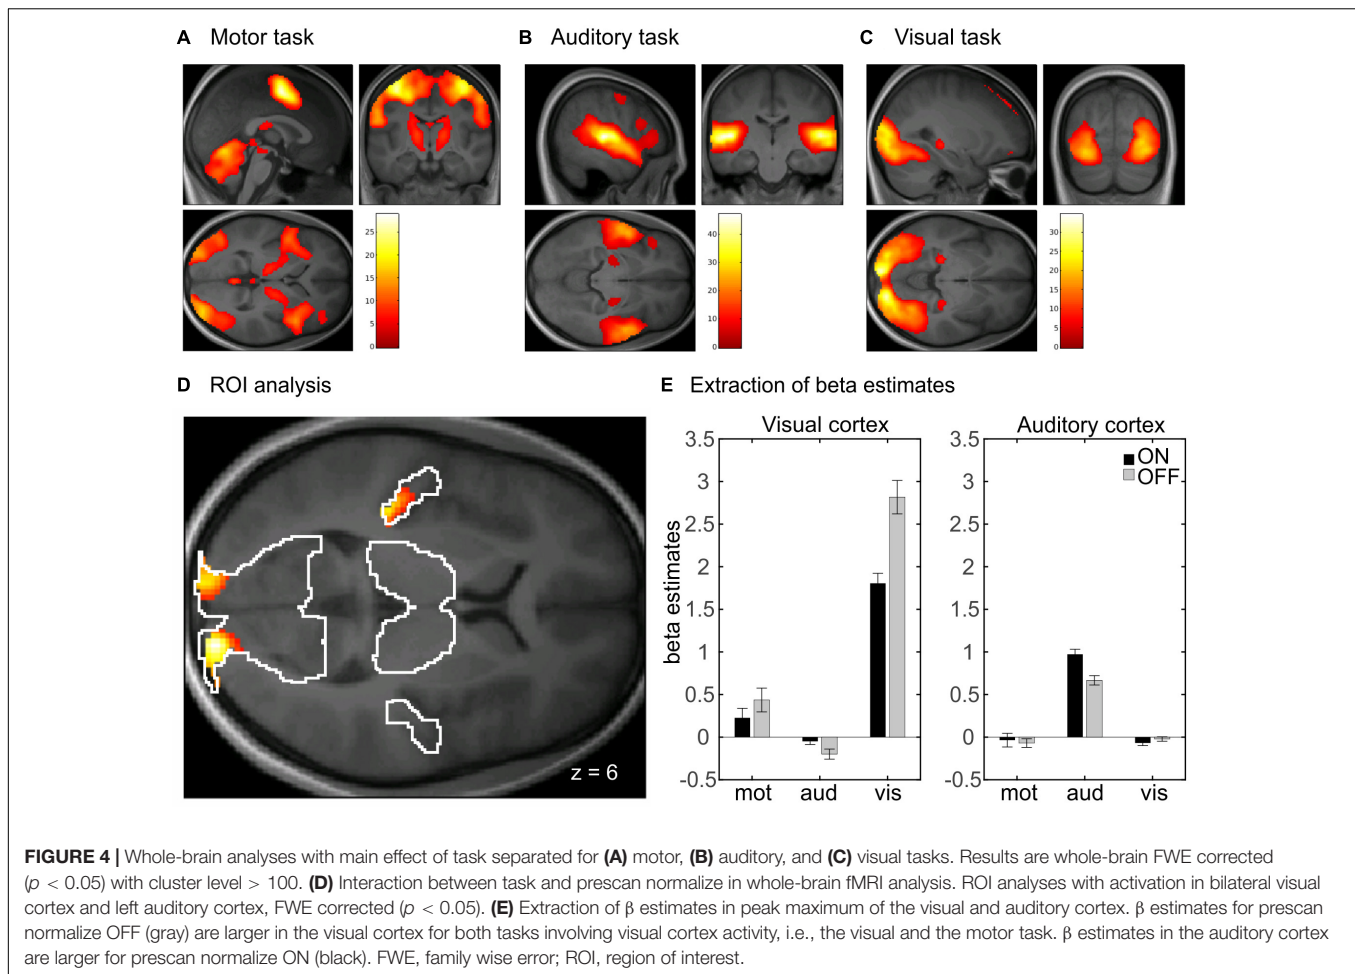 A Motor task
B Auditory task
C Visual task
25
20
15
10
5
0
40
30
20
10
0
30
25
20
15
10
5
0
D ROI analysis
z = 6
E Extraction of beta estimates
Visual cortex
beta estimates
3.5
3
2.5
2
1.5
1
0.5
0
-0.5
mot aud vis
Auditory cortex
ON
OFF
3.5
3
2.5
2
1.5
1
0.5
0
-0.5
mot aud vis
FIGURE 4 | Whole-brain analyses with main effect of task separated for (A) motor, (B) auditory, and (C) visual tasks. Results are whole-brain FWE corrected
(p < 0.05) with cluster level > 100. (D) Interaction between task and prescan normalize in whole-brain fMRI analysis. ROI analyses with activation in bilateral visual
cortex and left auditory cortex, FWE corrected (p < 0.05). (E) Extraction of β estimates in peak maximum of the visual and auditory cortex. β estimates for prescan
normalize OFF (gray) are larger in the visual cortex for both tasks involving visual cortex activity, i.e., the visual and the motor task. β estimates in the auditory cortex
are larger for prescan normalize ON (black). FWE, family wise error; ROI, region of interest.